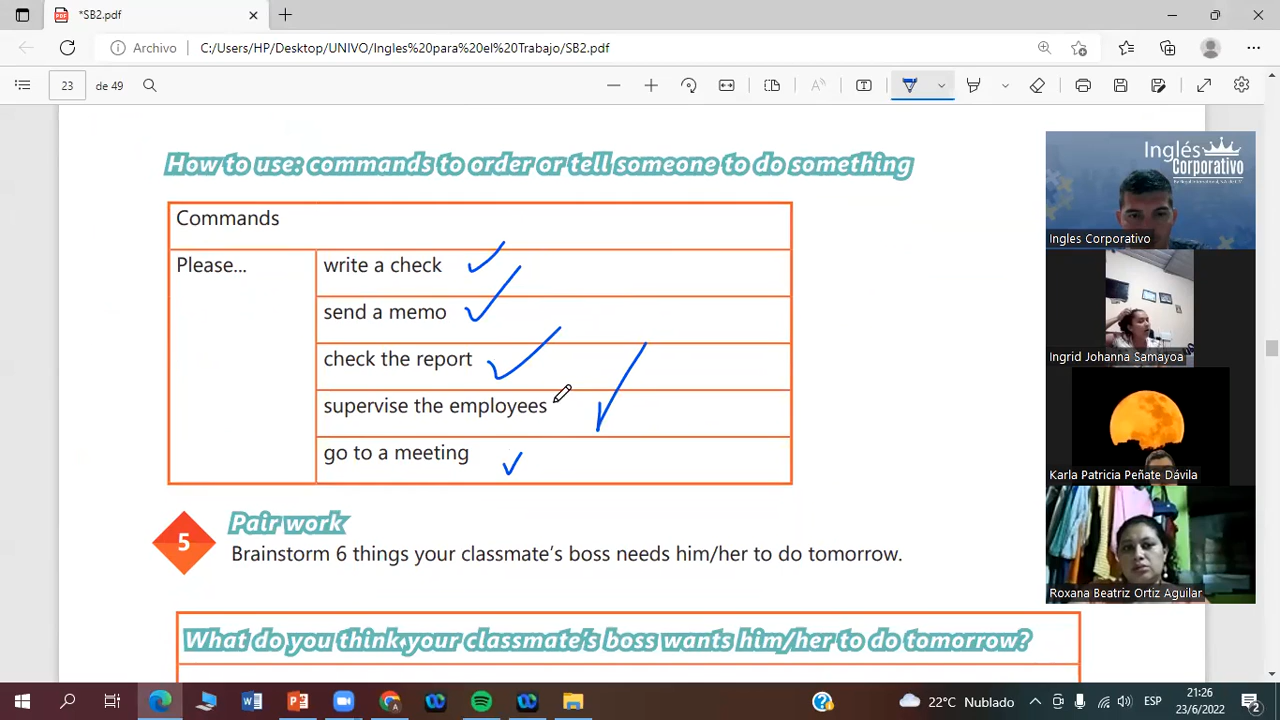 *SB2.pdf
Archivo
C:/Users/HP/Desktop/UNIVO/Ingles%20para%20el%20Trabajo/SB2.pdf
23
de 49
How to use: commands to order or tell someone to do something
Commands
Please...
write a check
send a memo
check the report
supervise the employees
go to a meeting
5
Pair work
Brainstorm 6 things your classmate's boss needs him/her to do tomorrow.
What do you think your classmate's boss wants him/her to do tomorrow?
Inglés
Corporativo
Ingles Corporativo
Ingrid Johanna Samayoa
Karla Patricia Peñate Dávila
Roxana Beatriz Ortiz Aguilar
22°C Nublado
ESP
21:26
23/6/2022
2